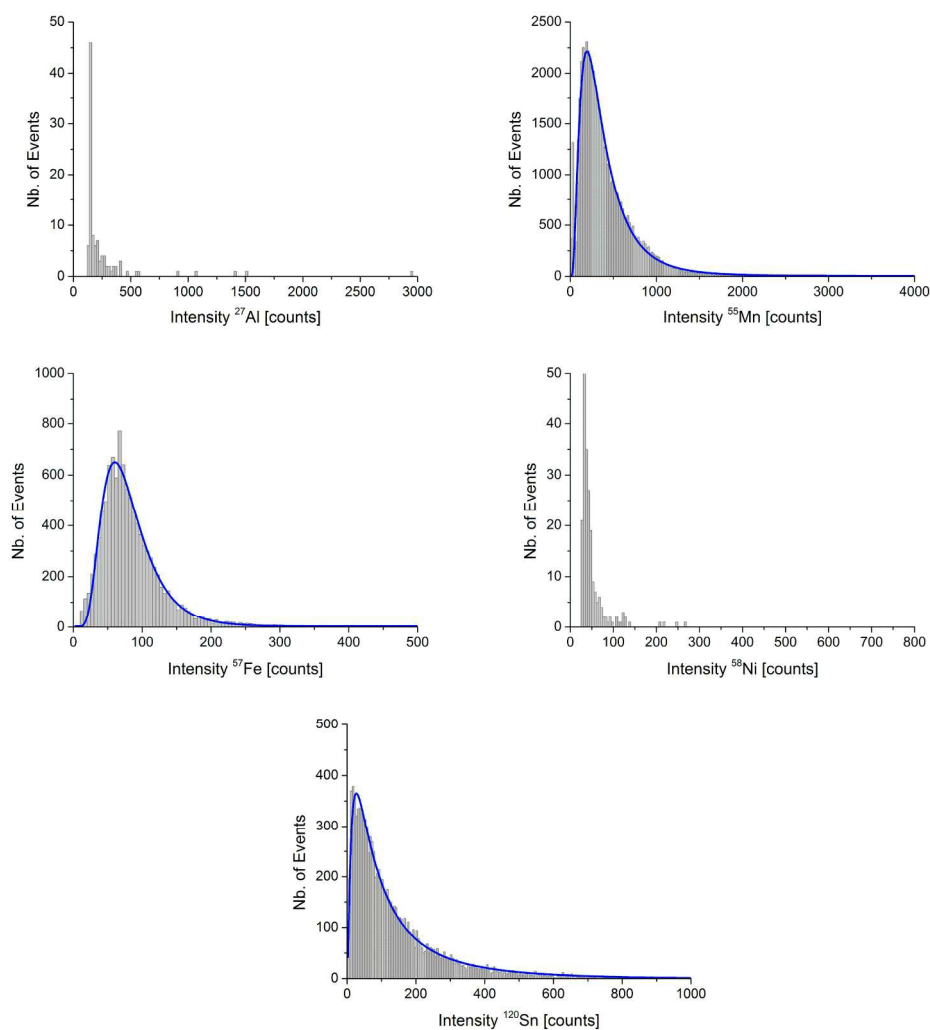 50
40
30
20
10
0
Nb. of Events
0 500 1000 1500 2000 2500 3000
Intensity ²⁷Al [counts]
2500
2000
1500
1000
500
0
Nb. of Events
0 1000 2000 3000 4000
Intensity ⁵⁵Mn [counts]
1000
800
600
400
200
0
Nb. of Events
0 100 200 300 400 500
Intensity ⁵⁷Fe [counts]
50
40
30
20
10
0
Nb. of Events
0 100 200 300 400 500 600 700 800
Intensity ⁵⁸Ni [counts]
500
400
300
200
100
0
Nb. of Events
0 200 400 600 800 1000
Intensity ¹²⁰Sn [counts]